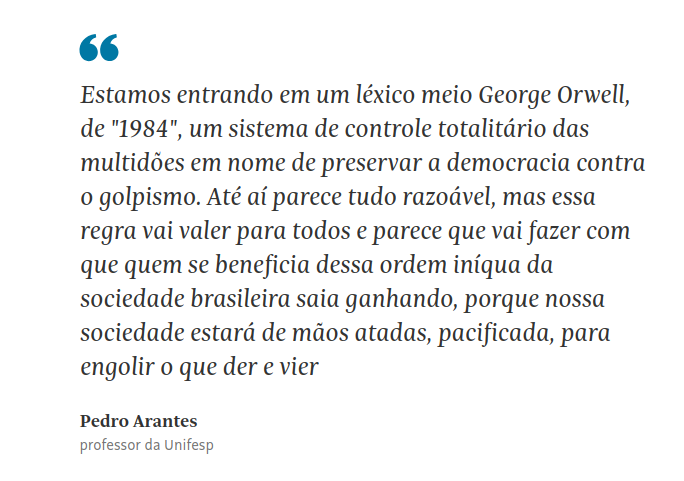 “
Estamos entrando em um léxico meio George Orwell,
de "1984", um sistema de controle totalitário das
multidões em nome de preservar a democracia contra
o golpismo. Até aí parece tudo razoável, mas essa
regra vai valer para todos e parece que vai fazer com
que quem se beneficia dessa ordem iníqua da
sociedade brasileira saia ganhando, porque nossa
sociedade estará de mãos atadas, pacificada, para
engolir o que der e vier
Pedro Arantes
professor da Unifesp